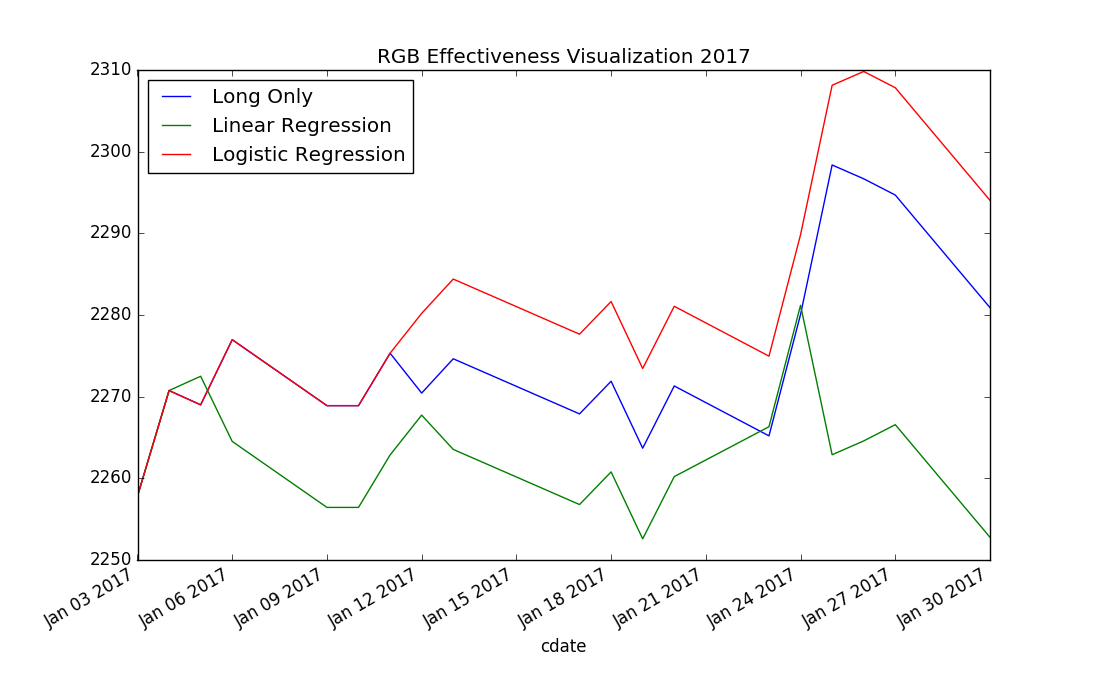 RGB Effectiveness Visualization 2017
Long Only
Linear Regression
Logistic Regression
2310
2300
2290
2280
2270
2260
2250
Jan 03 2017
Jan 06 2017
Jan 09 2017
Jan 12 2017
Jan 15 2017
Jan 18 2017
Jan 21 2017
Jan 24 2017
Jan 27 2017
Jan 30 2017
cdate